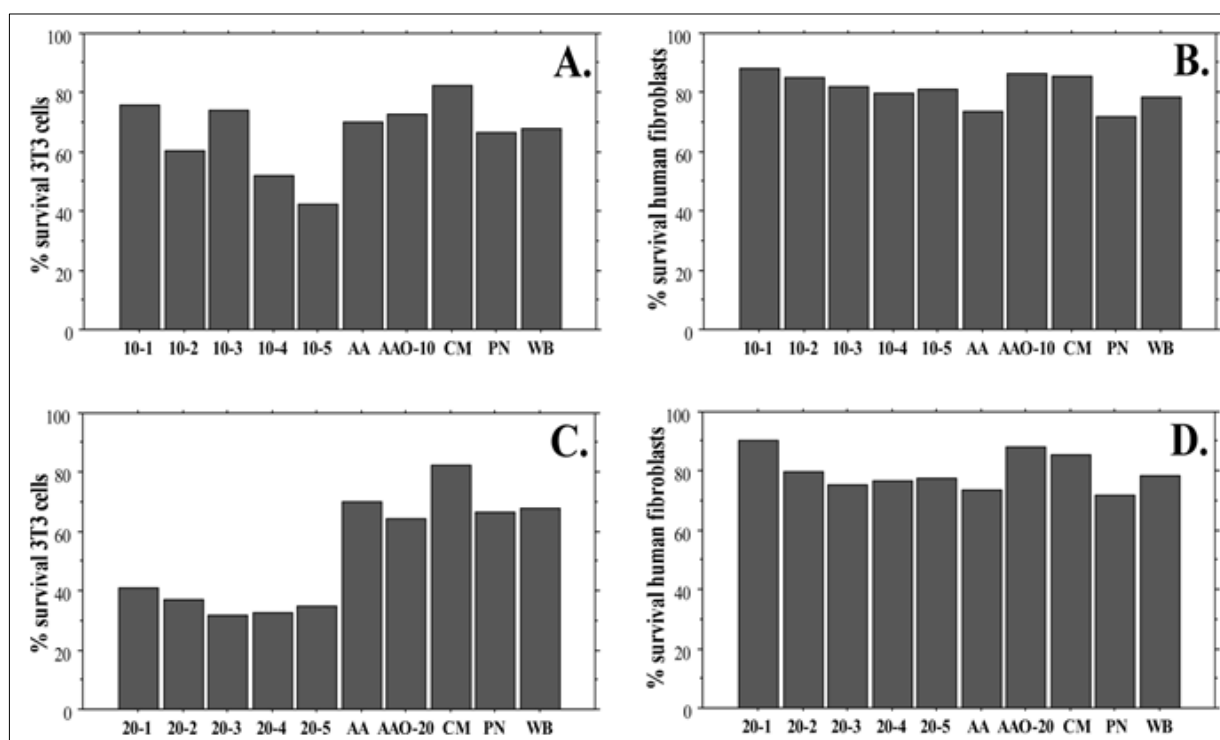 A.
% survival 3T3 cells
100
80
60
40
20
0
10-1 10-2 10-3 10-4 10-5 AA AAO-10 CM PN WB
B.
% survival human fibroblasts
100
80
60
40
20
0
10-1 10-2 10-3 10-4 10-5 AA AAO-10 CM PN WB
C.
% survival 3T3 cells
100
80
60
40
20
0
20-1 20-2 20-3 20-4 20-5 AA AAO-20 CM PN WB
D.
% survival human fibroblasts
100
80
60
40
20
0
20-1 20-2 20-3 20-4 20-5 AA AAO-20 CM PN WB